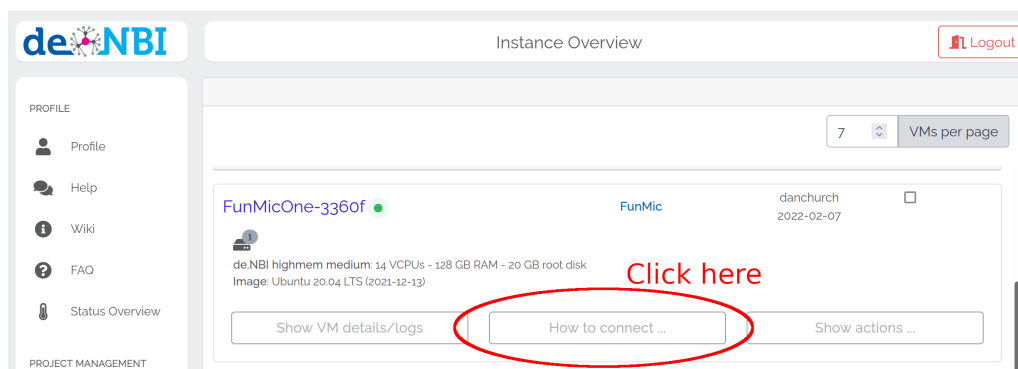 de.NBI
Instance Overview
Logout
PROFILE
Profile
Help
Wiki
FAQ
Status Overview
PROJECT MANAGEMENT
7
VMs per page
FunMicOne-3360f
FunMic
danchurch
2022-02-07
1
de.NBI highmem medium: 14 VCPUs - 128 GB RAM - 20 GB root disk
Image: Ubuntu 20.04 LTS (2021-12-13)
Click here
Show VM details/logs
How to connect ...
Show actions ...